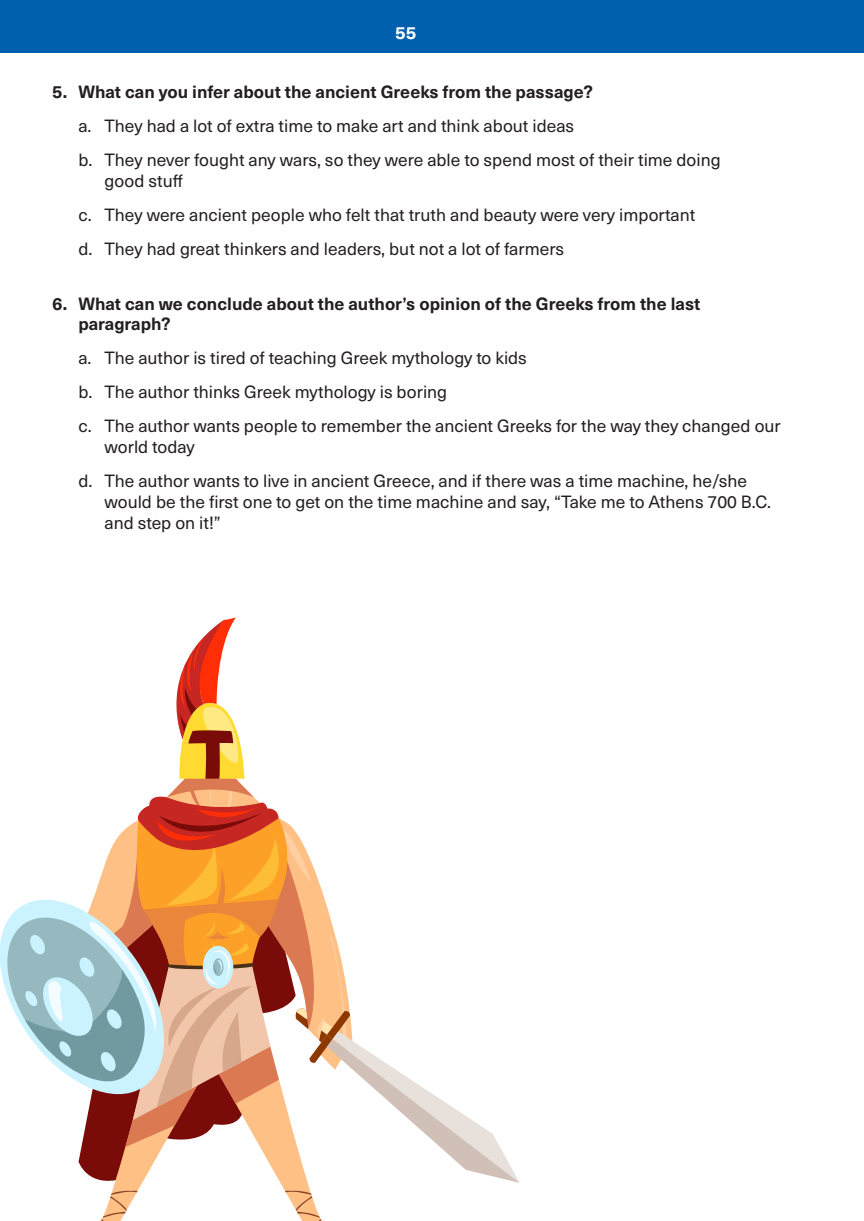 55
5. What can you infer about the ancient Greeks from the passage?
a. They had a lot of extra time to make art and think about ideas
b. They never fought any wars, so they were able to spend most of their time doing
good stuff
c. They were ancient people who felt that truth and beauty were very important
d. They had great thinkers and leaders, but not a lot of farmers
6. What can we conclude about the author’s opinion of the Greeks from the last
paragraph?
a. The author is tired of teaching Greek mythology to kids
b. The author thinks Greek mythology is boring
c. The author wants people to remember the ancient Greeks for the way they changed our
world today
d. The author wants to live in ancient Greece, and if there was a time machine, he/she
would be the first one to get on the time machine and say, “Take me to Athens 700 B.C.
and step on it!”